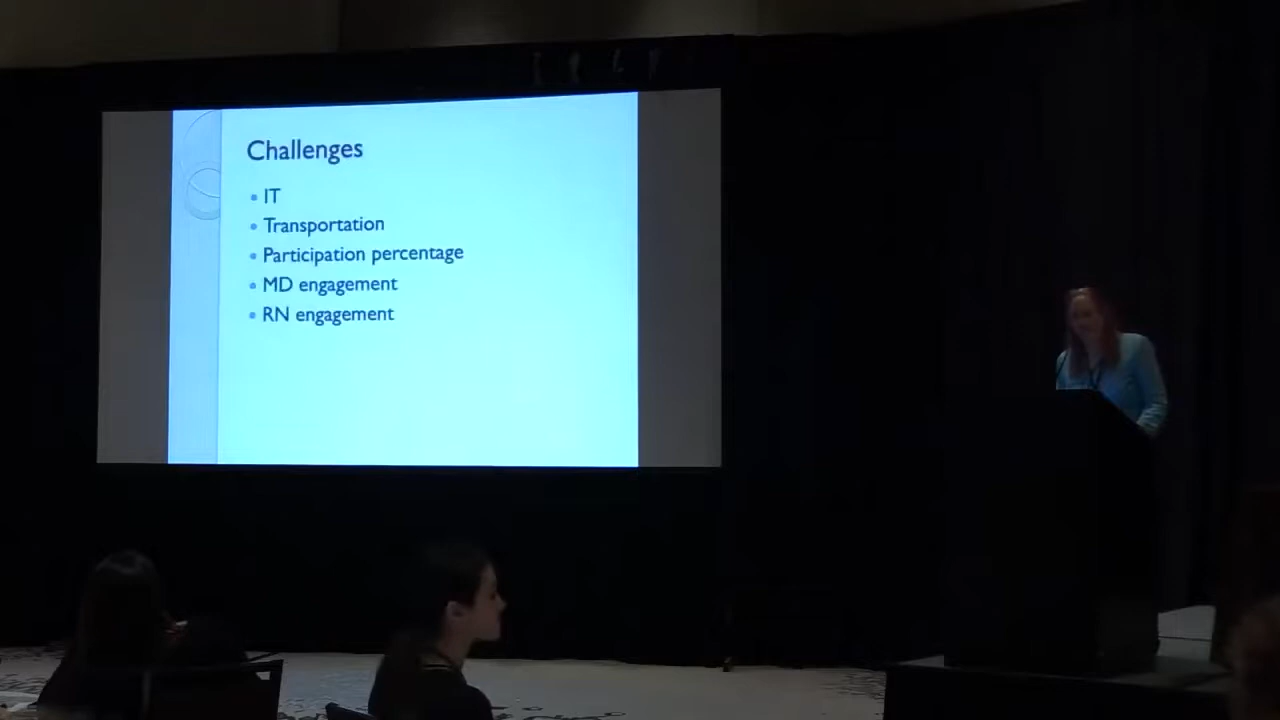 Challenges
IT
Transportation
Participation percentage
MD engagement
RN engagement